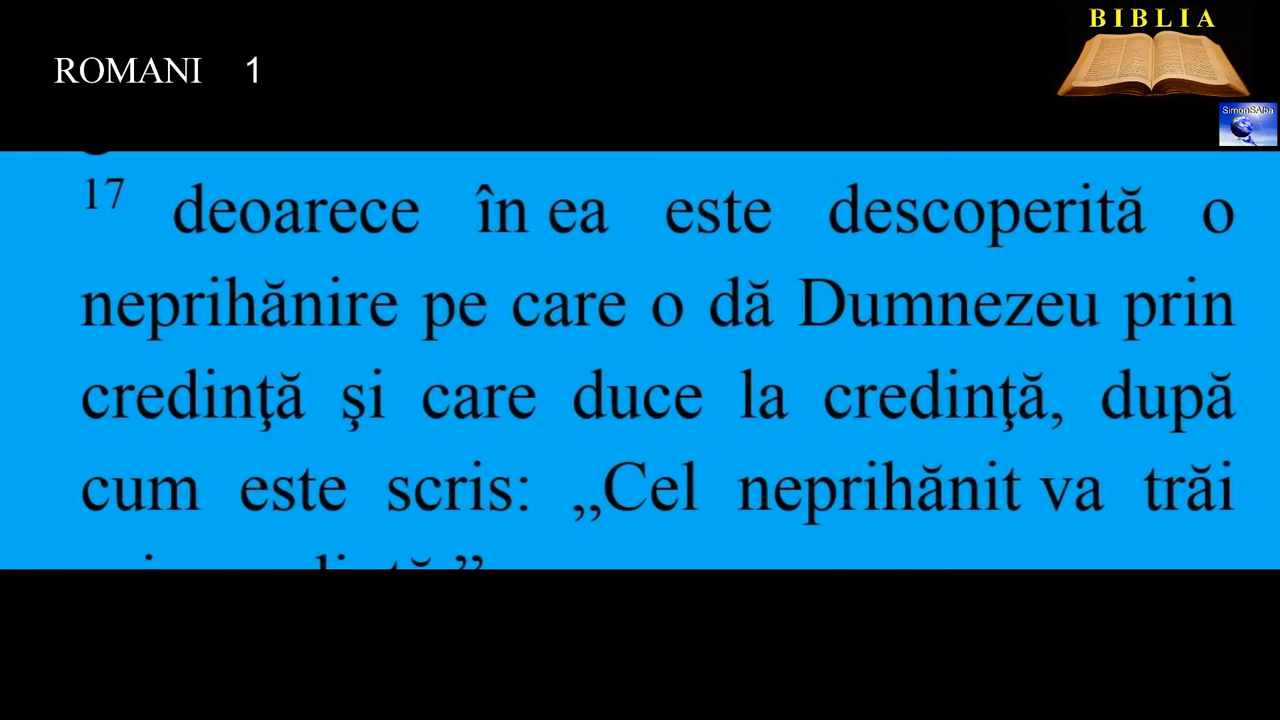 BIBLIA
ROMANI 1
SimonSAlba
17 deoarece în ea este descoperită o
neprihănire pe care o dă Dumnezeu prin
credinţă şi care duce la credinţă, după
cum este scris: „Cel neprihănit va trăi